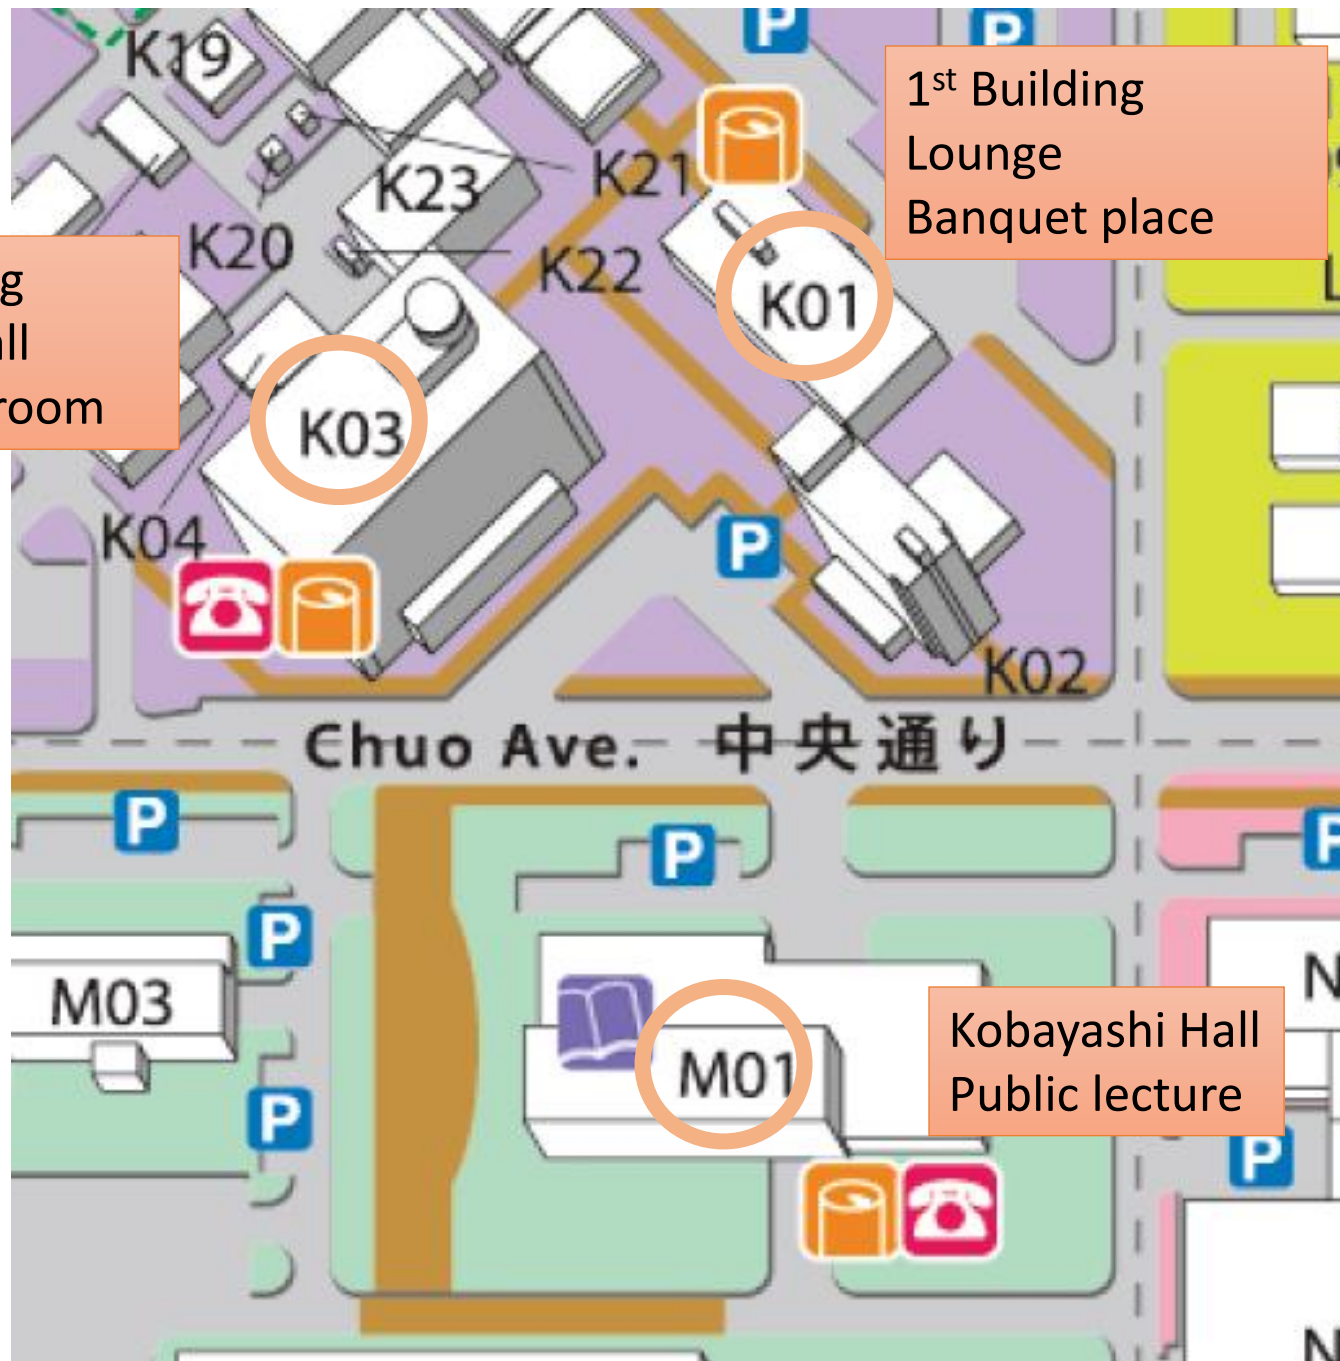 P
P
K19
1st Building
Lounge
Banquet place
K23
K21
K20
K22
K01
g
all
room
K03
K04
P
K02
Chuo Ave. 中央通り
P
P
P
P
M03
M01
Kobayashi Hall
Public lecture
N
P
P
N